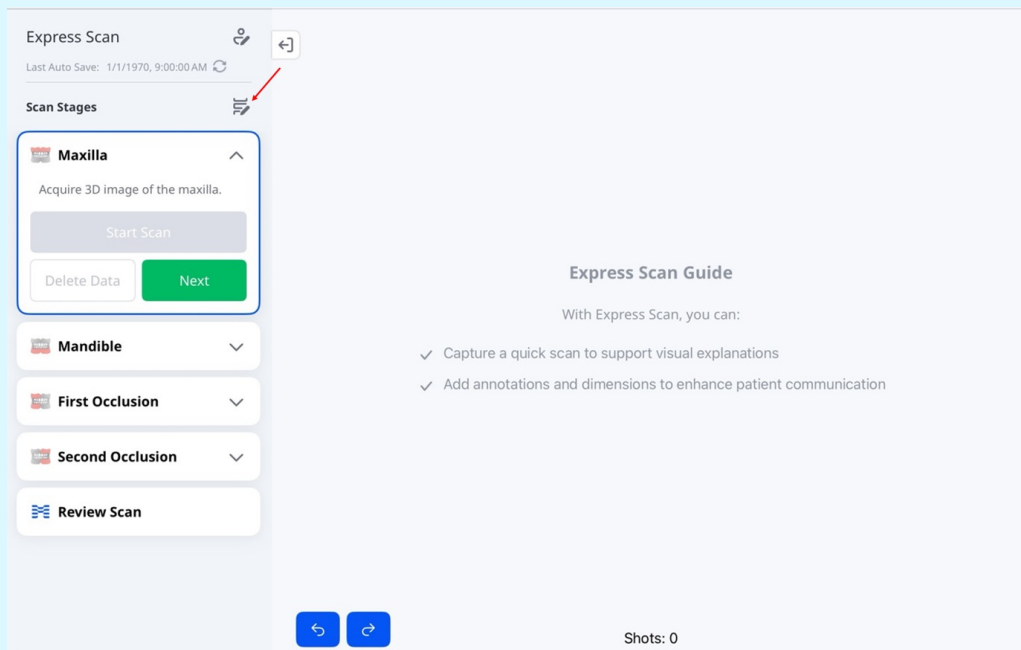 Express Scan
Last Auto Save: 1/1/1970, 9:00:00 AM
Scan Stages
Maxilla
Acquire 3D image of the maxilla.
Start Scan
Delete Data
Next
Mandible
First Occlusion
Second Occlusion
Review Scan
Express Scan Guide
With Express Scan, you can:
Capture a quick scan to support visual explanations
Add annotations and dimensions to enhance patient communication
Shots: 0